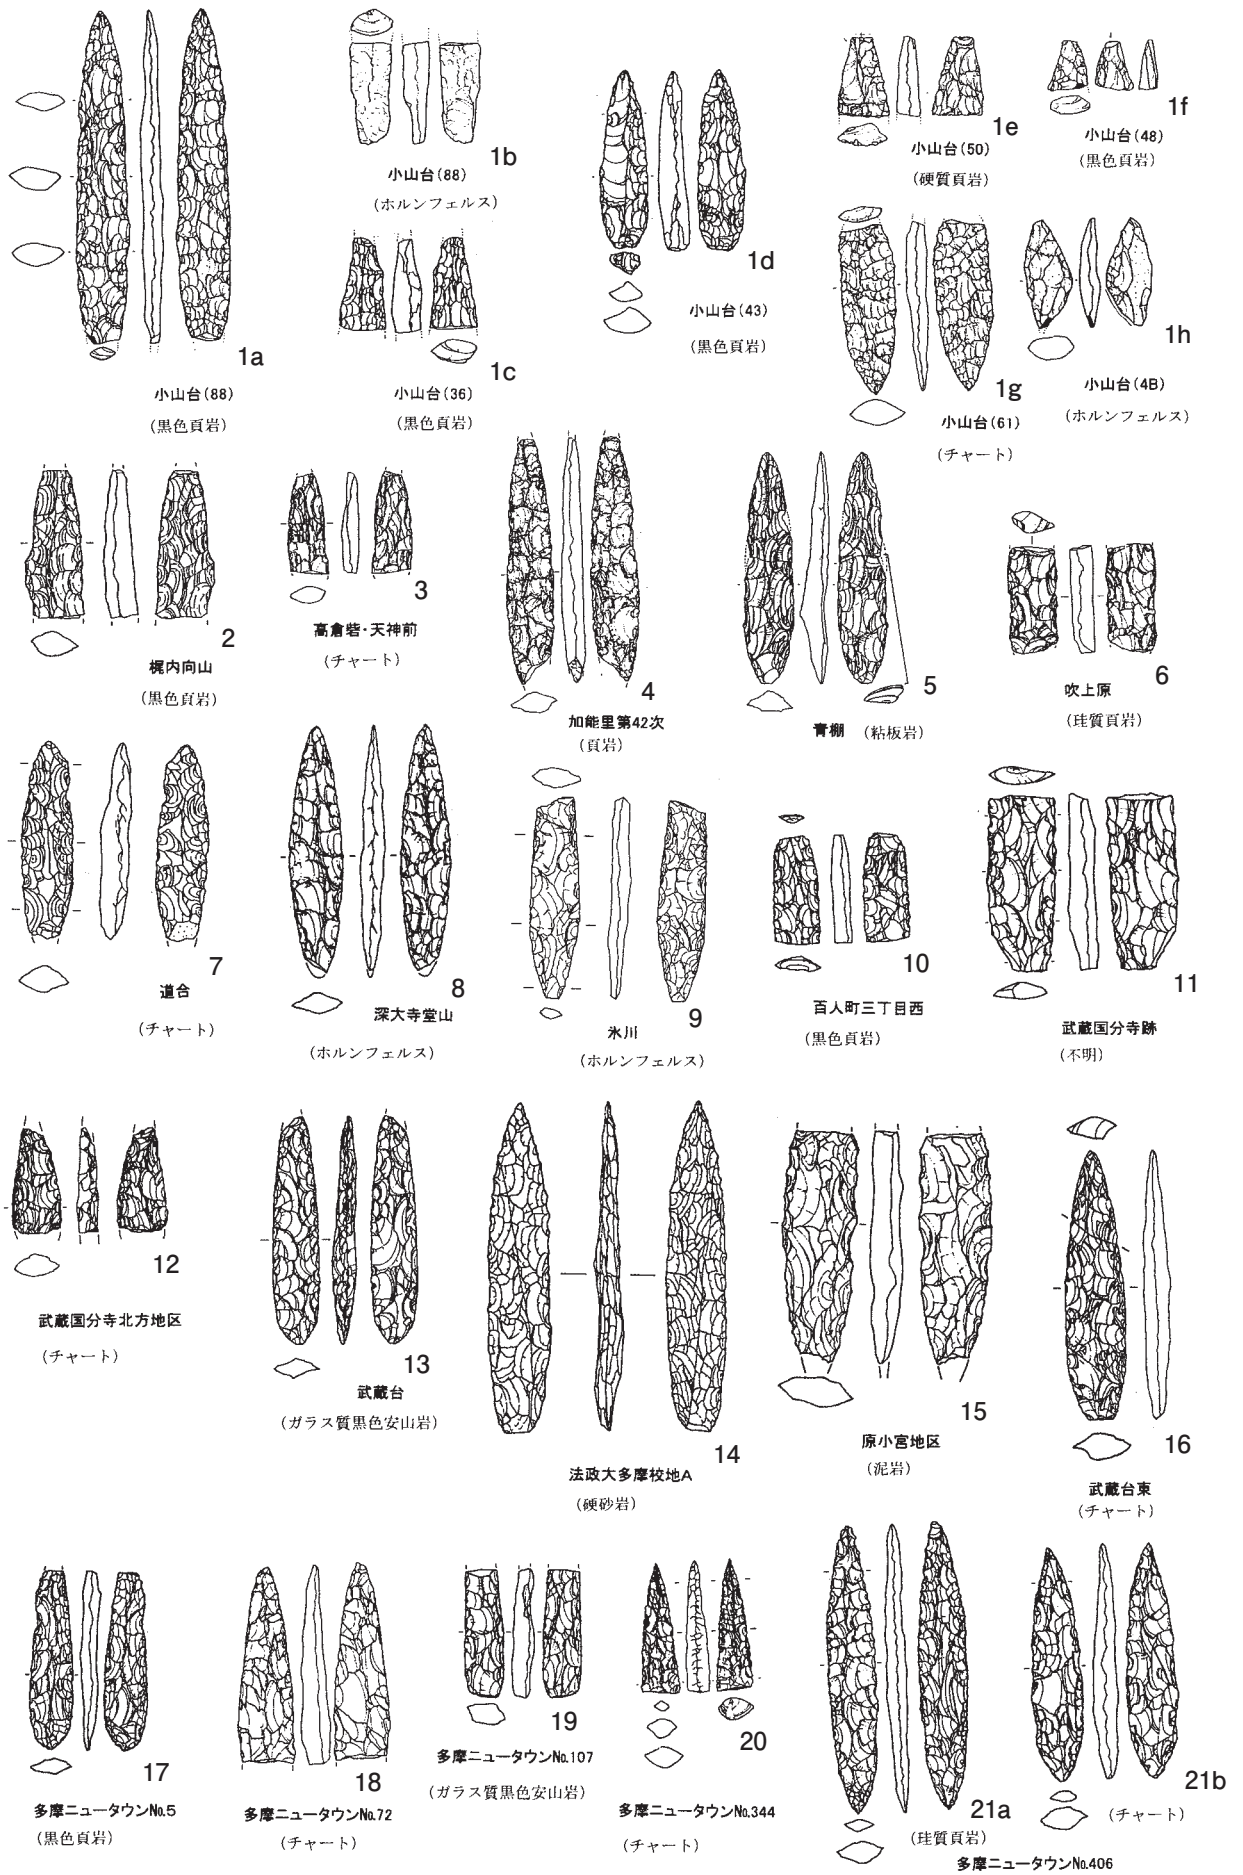 1a
小山台(88)
(黒色頁岩)
1b
小山台(88)
(ホルンフェルス)
1c
小山台(36)
(黒色頁岩)
1d
小山台(43)
(黒色頁岩)
1e
小山台(50)
(硬質頁岩)
1f
小山台(48)
(黒色頁岩)
1g
小山台(61)
(チャート)
1h
小山台(4B)
(ホルンフェルス)
2
梶内向山
(黒色頁岩)
3
高倉砦・天神前
(チャート)
4
加能里第42次
(頁岩)
5
青棚 (粘板岩)
6
吹上原
(珪質頁岩)
7
道合
(チャート)
8
深大寺堂山
(ホルンフェルス)
9
氷川
(ホルンフェルス)
10
百人町三丁目西
(黒色頁岩)
11
武蔵国分寺跡
(不明)
12
武蔵国分寺北方地区
(チャート)
13
武蔵台
(ガラス質黒色安山岩)
14
法政大多摩校地A
(硬砂岩)
15
原小宮地区
(泥岩)
16
武蔵台東
(チャート)
17
多摩ニュータウンNo.5
(黒色頁岩)
18
多摩ニュータウンNo.72
(チャート)
19
多摩ニュータウンNo.107
(ガラス質黒色安山岩)
20
多摩ニュータウンNo.344
(チャート)
21a
(珪質頁岩)
21b
(チャート)
多摩ニュータウンNo.406